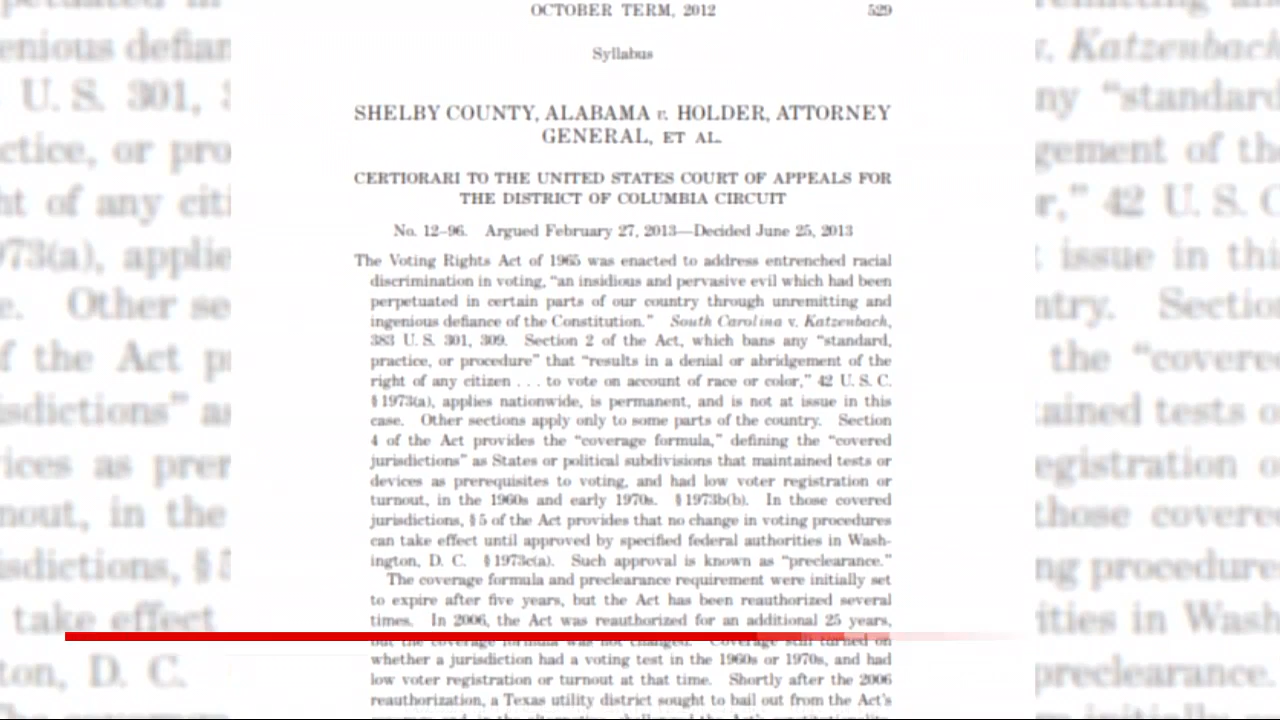 OCTOBER TERM, 2012 529
Syllabus
SHELBY COUNTY, ALABAMA v. HOLDER, ATTORNEY
GENERAL, ET AL.
CERTIORARI TO THE UNITED STATES COURT OF APPEALS FOR
THE DISTRICT OF COLUMBIA CIRCUIT
No. 12–96. Argued February 27, 2013—Decided June 25, 2013
The Voting Rights Act of 1965 was enacted to address entrenched racial
discrimination in voting, “an insidious and pervasive evil which had been
perpetuated in certain parts of our country through unremitting and
ingenious defiance of the Constitution.” South Carolina v. Katzenbach,
383 U. S. 301, 309. Section 2 of the Act, which bans any “standard,
practice, or procedure” that “results in a denial or abridgement of the
right of any citizen . . . to vote on account of race or color,” 42 U. S. C.
§ 1973(a), applies nationwide, is permanent, and is not at issue in this
case. Other sections apply only to some parts of the country. Section
4 of the Act provides the “coverage formula,” defining the “covered
jurisdictions” as States or political subdivisions that maintained tests or
devices as prerequisites to voting, and had low voter registration or
turnout, in the 1960s and early 1970s. § 1973b(b). In those covered
jurisdictions, § 5 of the Act provides that no change in voting procedures
can take effect until approved by specified federal authorities in Wash-
ington, D. C. § 1973c(a). Such approval is known as “preclearance.”
The coverage formula and preclearance requirement were initially set
to expire after five years, but the Act has been reauthorized several
times. In 2006, the Act was reauthorized for an additional 25 years,
but the coverage formula was not changed. Coverage still turned on
whether a jurisdiction had a voting test in the 1960s or 1970s, and had
low voter registration or turnout at that time. Shortly after the 2006
reauthorization, a Texas utility district sought to bail out from the Act’s